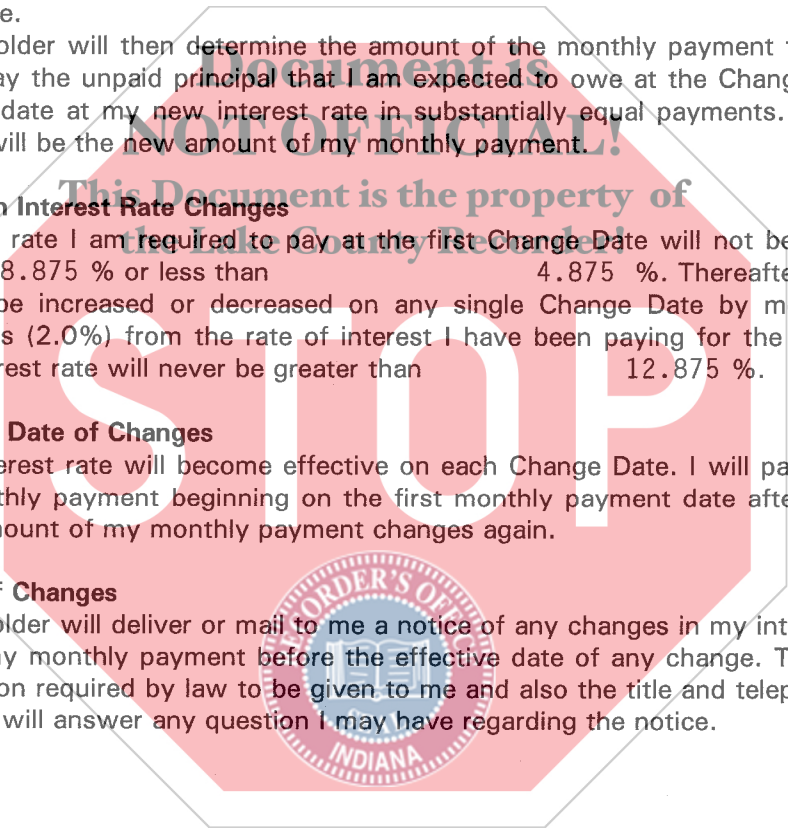 e.
older will then determine the amount of the monthly payment
ay the unpaid principal that I am expected to owe at the Chang
date at my new interest rate in substantially equal payments.
will be the new amount of my monthly payment.
Document is
NOT OFFICIAL!
This Document is the property of
the Lake County Recorder!
n Interest Rate Changes
rate I am required to pay at the first Change Date will not be
8.875 % or less than 4.875 %. Thereafte
be increased or decreased on any single Change Date by m
s (2.0%) from the rate of interest I have been paying for the
rest rate will never be greater than 12.875 %.
STOP
Date of Changes
erest rate will become effective on each Change Date. I will pa
thly payment beginning on the first monthly payment date afte
mount of my monthly payment changes again.
f Changes
older will deliver or mail to me a notice of any changes in my int
ny monthly payment before the effective date of any change. T
on required by law to be given to me and also the title and telep
will answer any question I may have regarding the notice.
RECORDER'S OFFICE
INDIANA